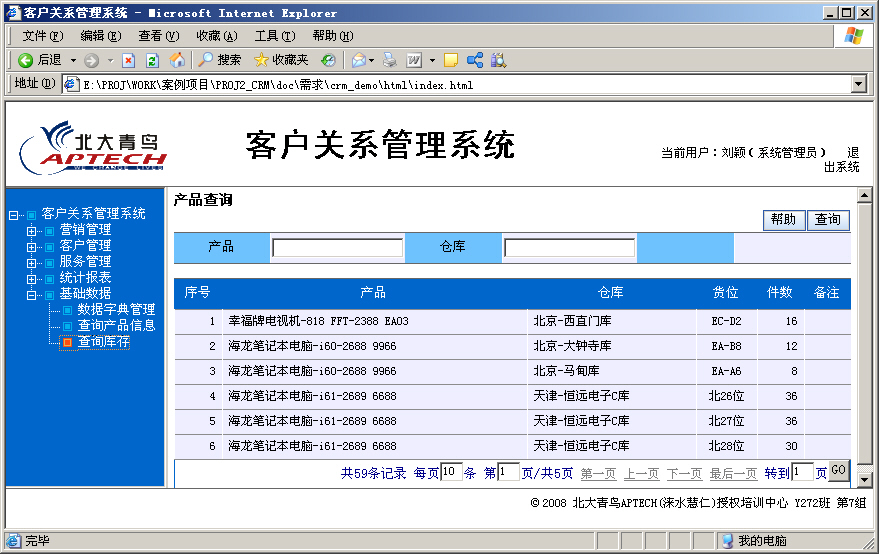 客户关系管理系统 - Microsoft Internet Explorer
文件(F) 编辑(E) 查看(V) 收藏(A) 工具(T) 帮助(H)
后退 搜索 收藏夹
地址(D) E:\PROJ\WORK\案例项目\PROJ2_CRM\doc\需求\crm_demo\html\index.html
北大青鸟
APTECH
WE CHANGE LIVES
客户关系管理系统
当前用户：刘颖(系统管理员) 退
出系统
客户关系管理系统
营销管理
客户管理
服务管理
统计报表
基础数据
数据字典管理
查询产品信息
查询库存
产品查询
帮助 查询
产品 仓库
序号 产品 仓库 货位 件数 备注
1 幸福牌电视机-818 FFT-2388 EA03 北京-西直门库 EC-D2 16
2 海龙笔记本电脑-i60-2688 9966 北京-大钟寺库 EA-B8 12
3 海龙笔记本电脑-i60-2688 9966 北京-马甸库 EA-A6 8
4 海龙笔记本电脑-i61-2689 6688 天津-恒远电子C库 北26位 36
5 海龙笔记本电脑-i61-2689 6688 天津-恒远电子C库 北27位 36
6 海龙笔记本电脑-i61-2689 6688 天津-恒远电子C库 北28位 30
共59条记录 每页10条 第1页/共5页 第一页 上一页 下一页 最后一页 转到1页 GO
©2008 北大青鸟APTECH(涞水慧仁)授权培训中心 Y272班 第7组
完毕 我的电脑